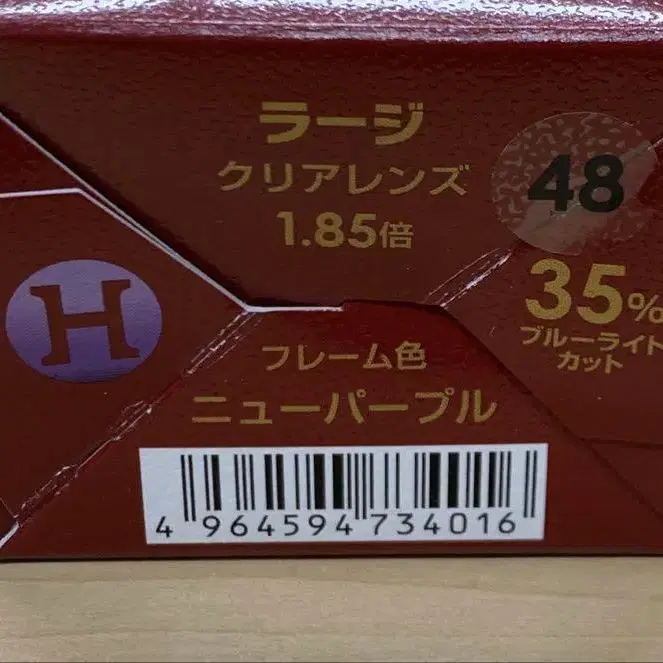 ラージ
クリアレンズ
1.85倍
48
35%
ブルーライト
カット
H
フレーム色
ニューパープル
4 964594 734016